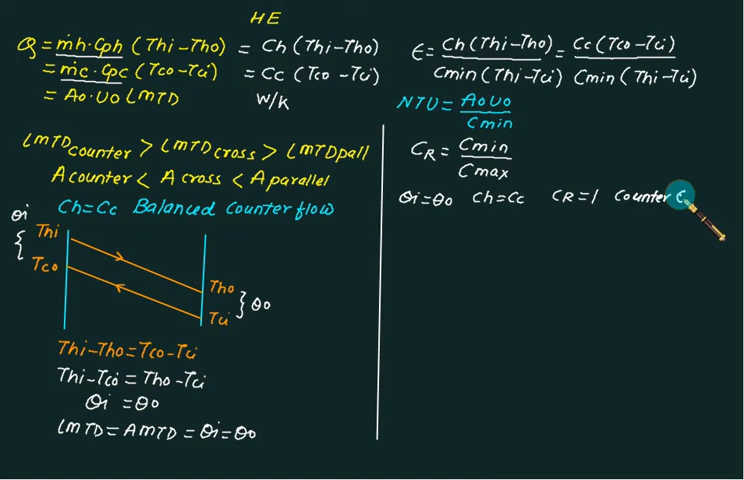 HE
Q = ṁh·Cph (Thi-Tho) = Ch (Thi-Tho)
= ṁc·Cpc (Tco-Tci) = Cc (Tco-Tci)
= Ao·Uo LMTD W/K
LMTDcounter > LMTDcross > LMTDpall
Acounter < Across < Aparallel
Ch=Cc Balanced Counter flow
θi
Thi
Tco
Tho
Tci
θo
Thi-Tho=Tco-Tci
Thi-Tco=Tho-Tci
θi = θo
LMTD = AMTD = θi = θo
ϵ = Ch(Thi-Tho) / Cmin(Thi-Tci) = Cc(Tco-Tci) / Cmin(Thi-Tci)
NTU = AoUo / Cmin
CR = Cmin / Cmax
θi=θo Ch=Cc CR=1 Counter